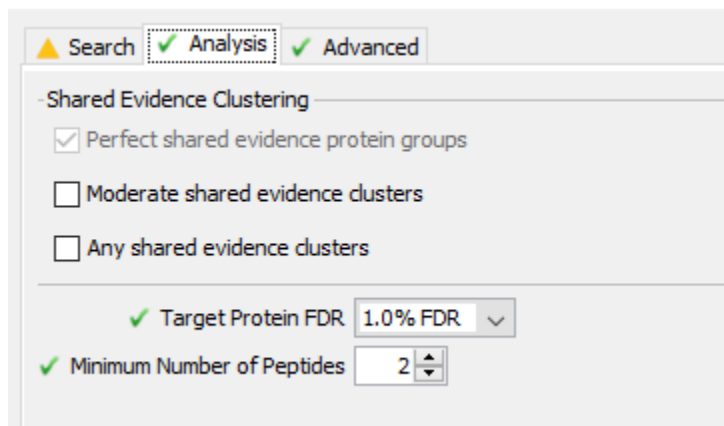 Search Analysis Advanced
Shared Evidence Clustering
Perfect shared evidence protein groups
Moderate shared evidence clusters
Any shared evidence clusters
Target Protein FDR 1.0% FDR
Minimum Number of Peptides 2